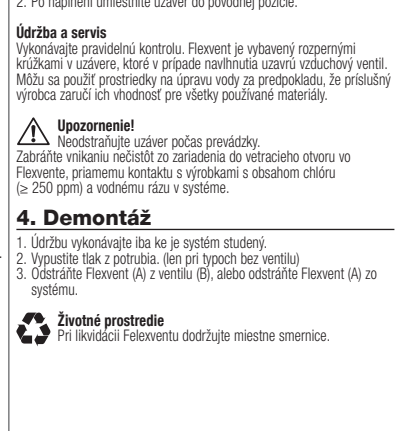 2. Po naplnení umiestnite uzáver do pôvodnej pozície.
Údržba a servis
Vykonávajte pravidelnú kontrolu. Flexvent je vybavený rozpernými
krúžkami v uzávere, ktoré v prípade navlhnutia uzavrú vzduchový ventil.
Môžu sa použiť prostriedky na úpravu vody za predpokladu, že príslušný
výrobca zaručí ich vhodnosť pre všetky používané materiály.
Upozornenie!
Neodstraňujte uzáver počas prevádzky.
Zabráňte vnikaniu nečistôt zo zariadenia do vetracieho otvoru vo
Flexvente, priamemu kontaktu s výrobkami s obsahom chlóru
(≥ 250 ppm) a vodnému rázu v systéme.
4. Demontáž
1. Údržbu vykonávajte iba ke je systém studený.
2. Vypustite tlak z potrubia. (len pri typoch bez ventilu)
3. Odstráňte Flexvent (A) z ventilu (B), alebo odstráňte Flexvent (A) zo
systému.
Životné prostredie
Pri likvidácii Felexventu dodržujte miestne smernice.